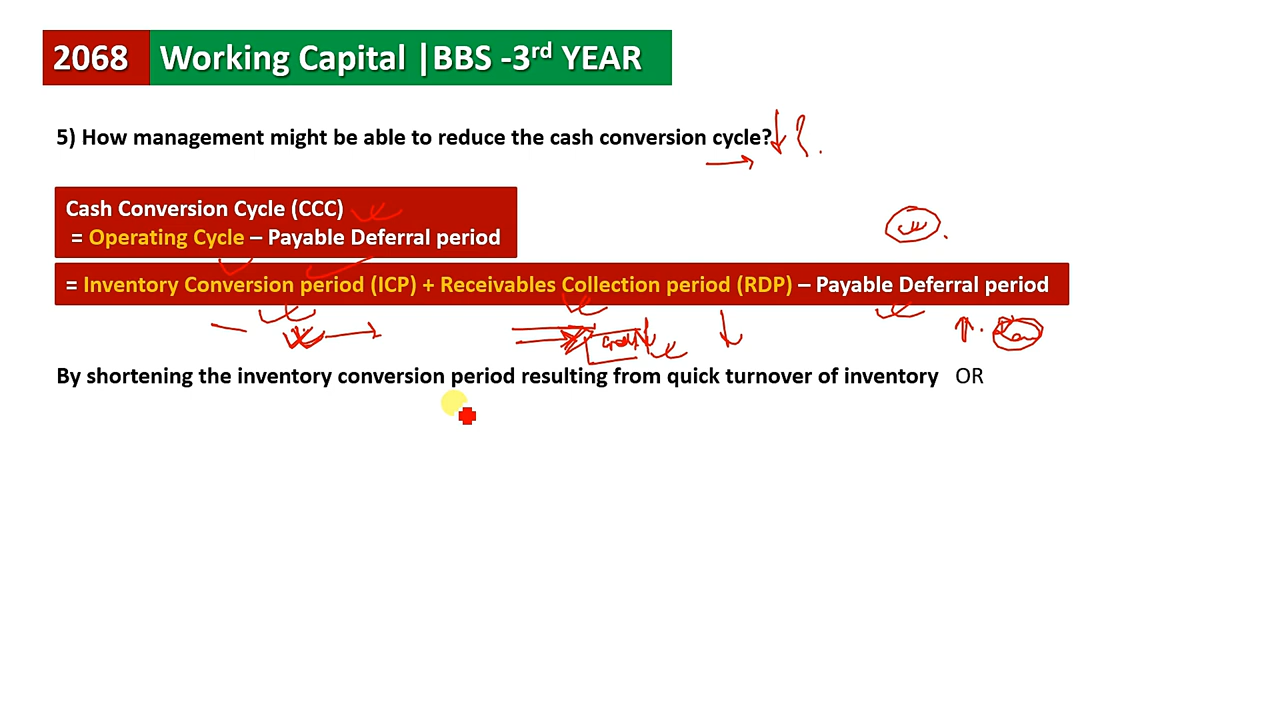 2068 Working Capital |BBS -3rd YEAR
5) How management might be able to reduce the cash conversion cycle?
Cash Conversion Cycle (CCC)
= Operating Cycle – Payable Deferral period
= Inventory Conversion period (ICP) + Receivables Collection period (RDP) – Payable Deferral period
By shortening the inventory conversion period resulting from quick turnover of inventory OR